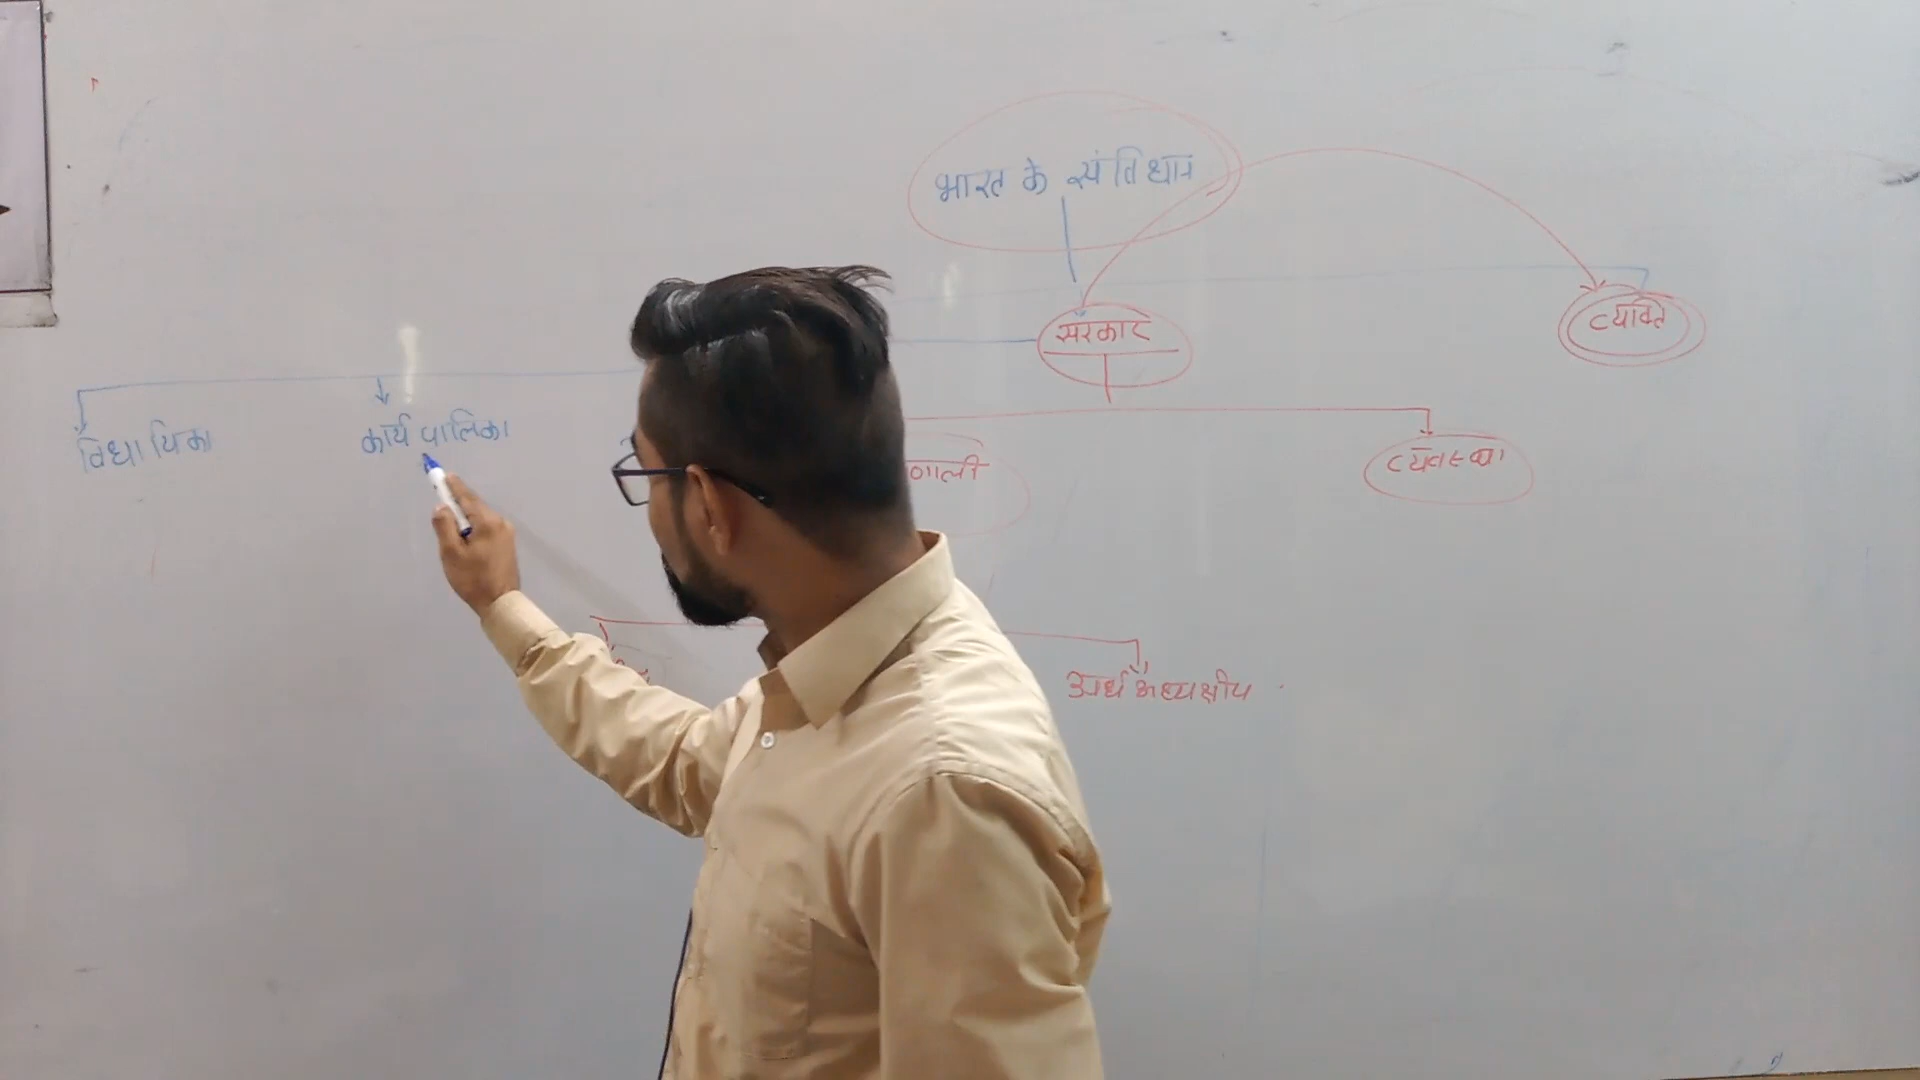 भारत के संविधान
सरकार
व्यक्ति
विधायिका
कार्यपालिका
णाली
व्यवस्था
अर्ध अध्यक्षीय